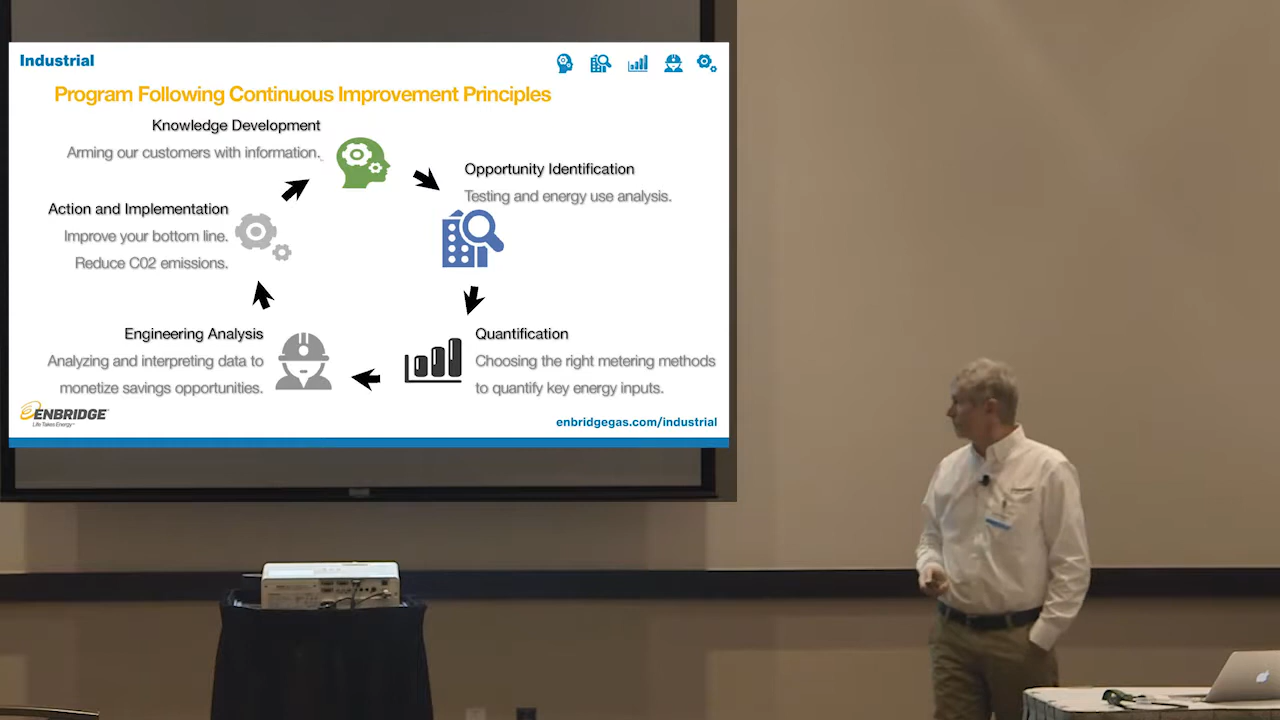 Industrial
Program Following Continuous Improvement Principles
Knowledge Development
Arming our customers with information.
Opportunity Identification
Testing and energy use analysis.
Action and Implementation
Improve your bottom line.
Reduce C02 emissions.
Quantification
Choosing the right metering methods
to quantify key energy inputs.
Engineering Analysis
Analyzing and interpreting data to
monetize savings opportunities.
ENBRIDGE
Life Takes Energy™
enbridgegas.com/industrial